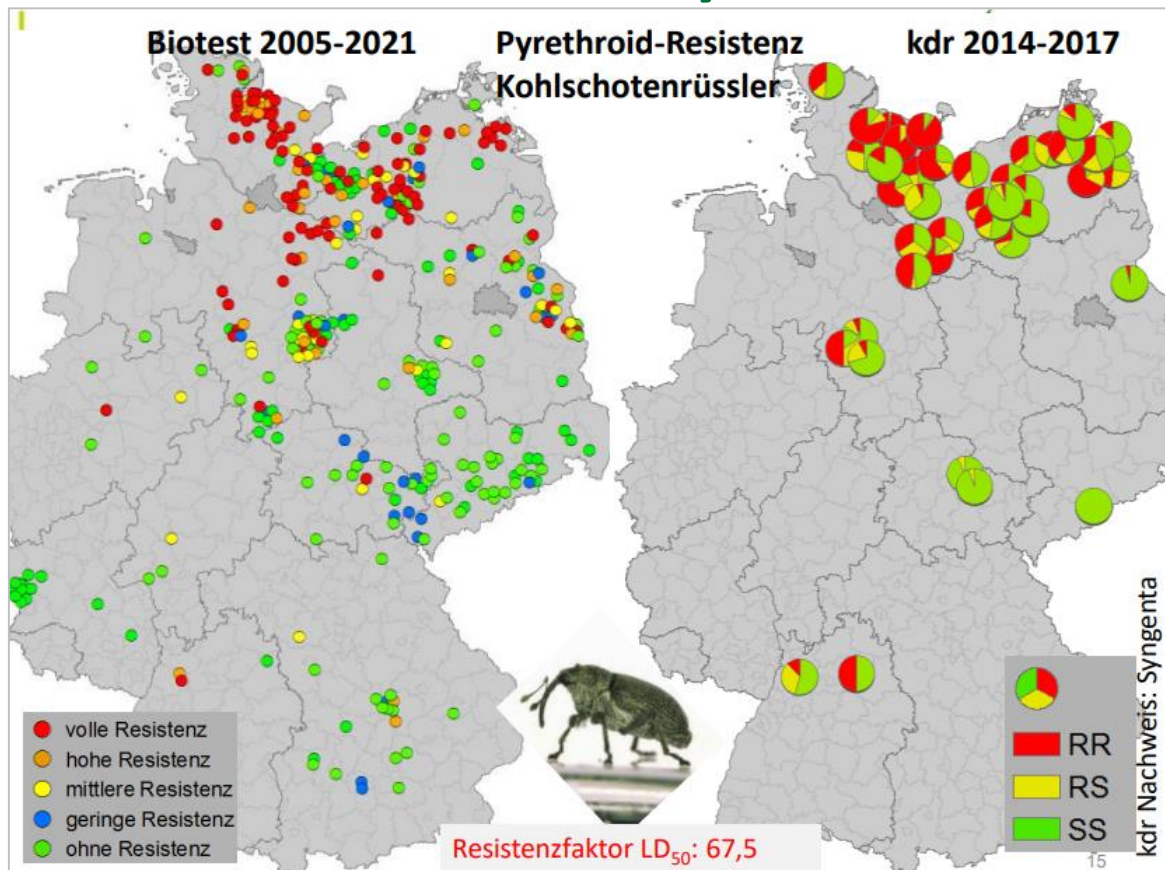 Biotest 2005-2021
Pyrethroid-Resistenz
Kohlschotenrüssler
kdr 2014-2017
volle Resistenz
hohe Resistenz
mittlere Resistenz
geringe Resistenz
ohne Resistenz
Resistenzfaktor LD₅₀: 67,5
RR
RS
SS
15
kdr Nachweis: Syngenta